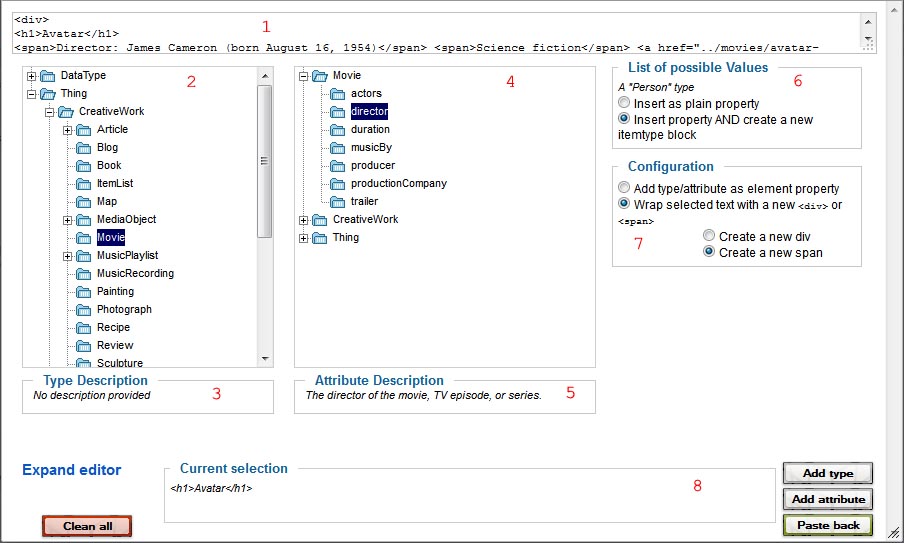 <div>
<h1>Avatar</h1>
<span>Director: James Cameron (born August 16, 1954)</span> <span>Science fiction</span> <a href="../movies/avatar-
1
DataType
Thing
CreativeWork
Article
Blog
Book
ItemList
Map
MediaObject
Movie
MusicPlaylist
MusicRecording
Painting
Photograph
Recipe
Review
Sculpture
2
Type Description
No description provided
3
Movie
actors
director
duration
musicBy
producer
productionCompany
trailer
CreativeWork
Thing
4
Attribute Description
The director of the movie, TV episode, or series.
5
List of possible Values
6
A "Person" type
Insert as plain property
Insert property AND create a new
itemtype block
Configuration
Add type/attribute as element property
Wrap selected text with a new <div> or
<span>
7
Create a new div
Create a new span
Expand editor
Clean all
Current selection
<h1>Avatar</h1>
8
Add type
Add attribute
Paste back